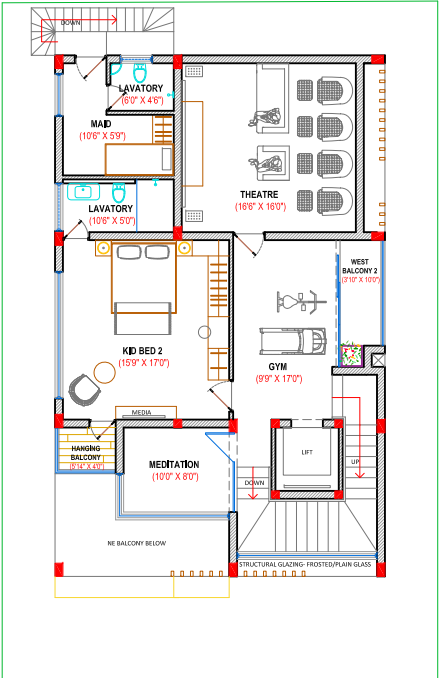 DOWN
LAVATORY
(6'0" X 4'6")
MAID
(10'6" X 5'9")
LAVATORY
(10'6" X 5'0")
THEATRE
(16'6" X 16'0")
WEST
BALCONY 2
(3'10" X 10'0")
KID BED 2
(15'9" X 17'0")
GYM
(9'9" X 17'0")
MEDIA
HANGING
BALCONY
(5'14" X 4'0")
MEDITATION
(10'0" X 8'0")
LIFT
UP
DOWN
NE BALCONY BELOW
STRUCTURAL GLAZING- FROSTED/PLAIN GLASS